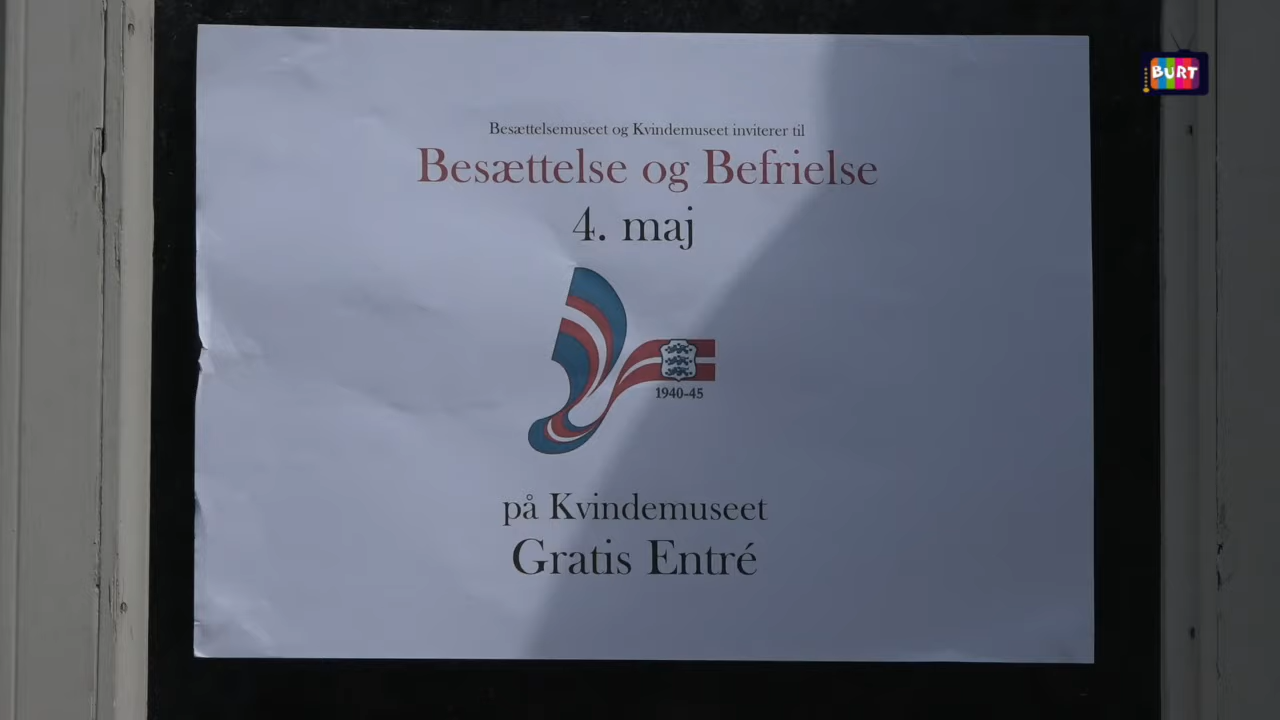 Besættelsemuseet og Kvindemuseet inviterer til
Besættelse og Befrielse
4. maj
1940-45
på Kvindemuseet
Gratis Entré
BURT